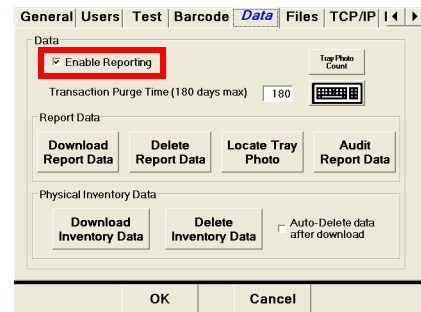 General Users Test Barcode Data Files TCP/IP
Data
Enable Reporting
Tray Photo
Count
Transaction Purge Time (180 days max) 180
Report Data
Download
Report Data
Delete
Report Data
Locate Tray
Photo
Audit
Report Data
Physical Inventory Data
Download
Inventory Data
Delete
Inventory Data
Auto-Delete data
after download
OK Cancel